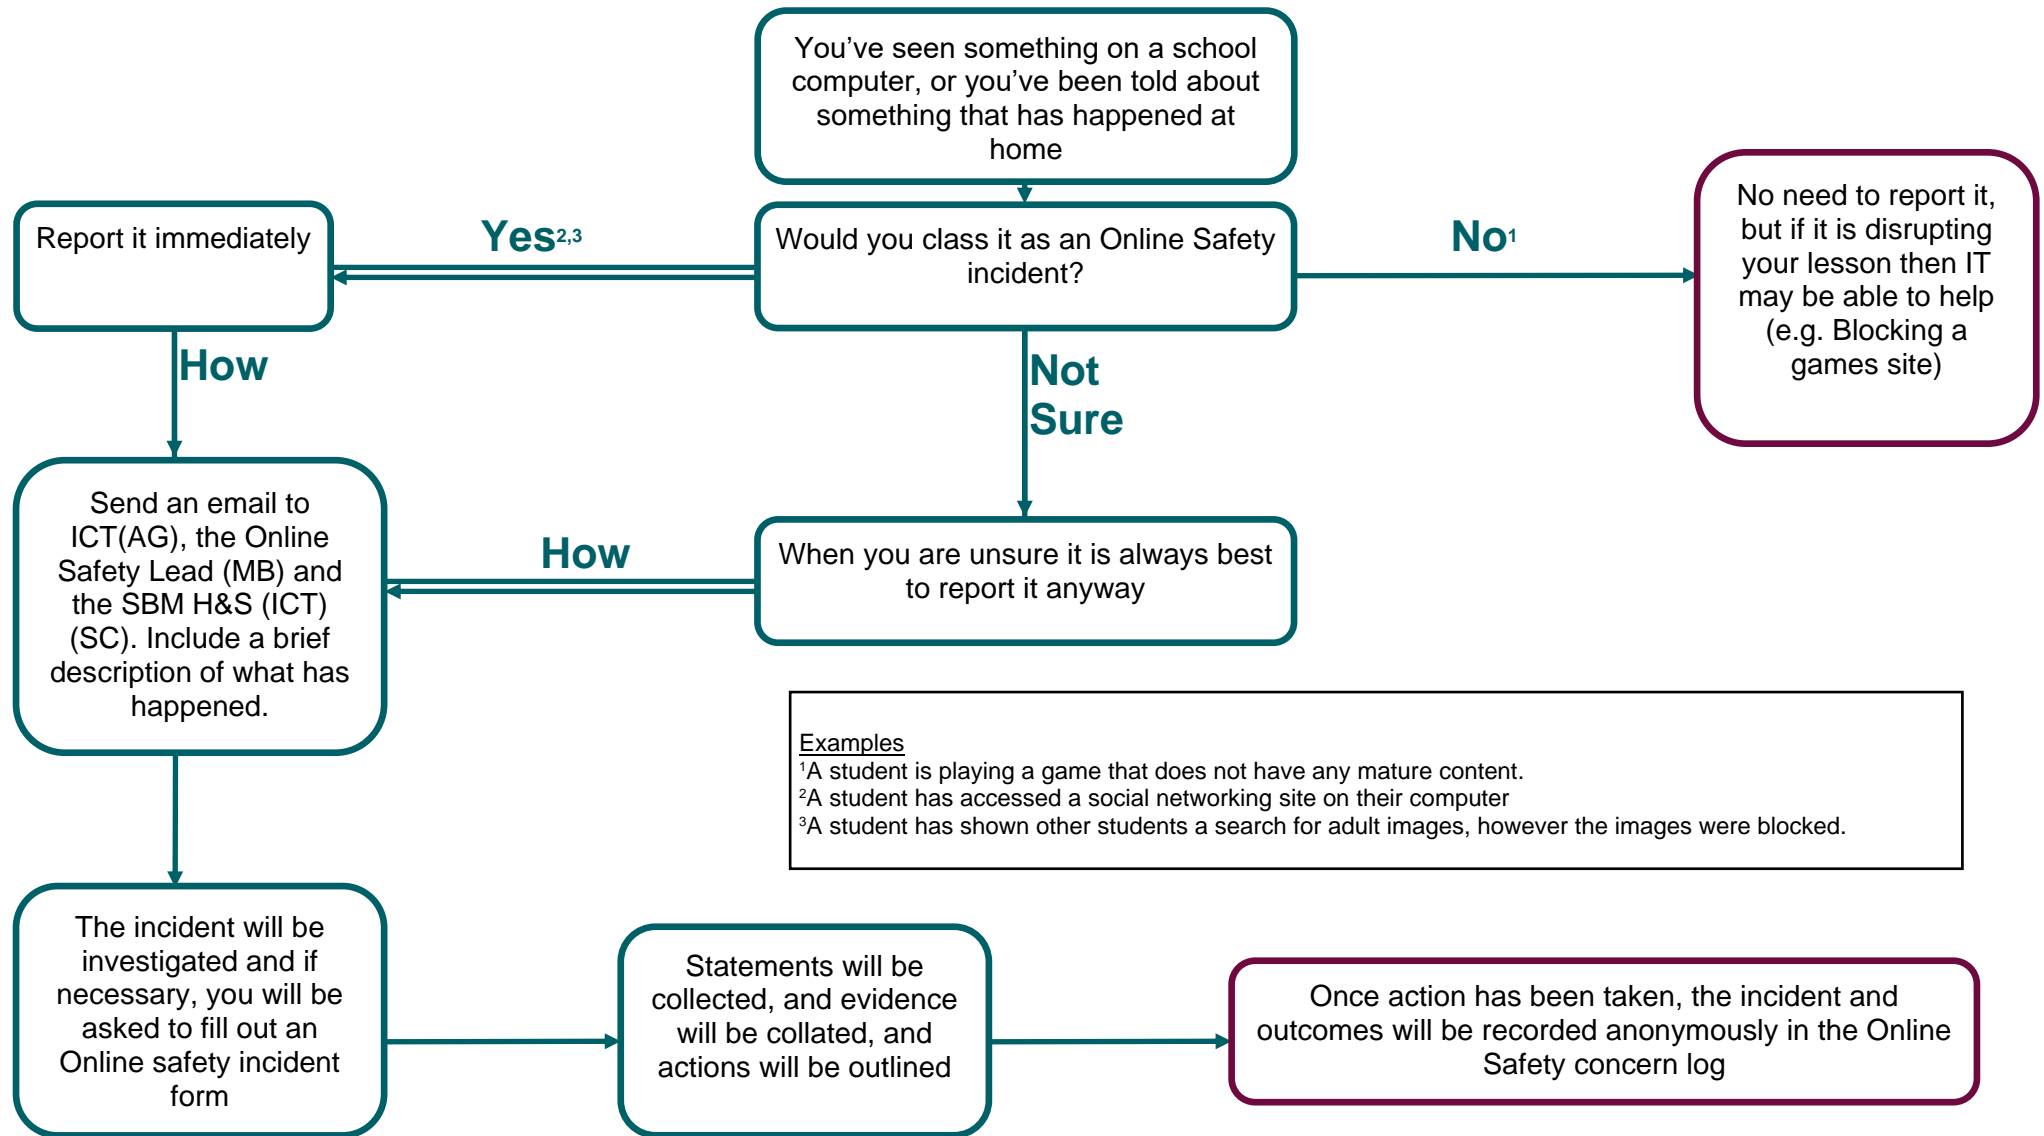 You’ve seen something on a school
computer, or you’ve been told about
something that has happened at
home
Report it immediately
Yes2,3
Would you class it as an Online Safety
incident?
No1
No need to report it,
but if it is disrupting
your lesson then IT
may be able to help
(e.g. Blocking a
games site)
How
Not
Sure
Send an email to
ICT(AG), the Online
Safety Lead (MB) and
the SBM H&S (ICT)
(SC). Include a brief
description of what has
happened.
How
When you are unsure it is always best
to report it anyway
Examples
1A student is playing a game that does not have any mature content.
2A student has accessed a social networking site on their computer
3A student has shown other students a search for adult images, however the images were blocked.
The incident will be
investigated and if
necessary, you will be
asked to fill out an
Online safety incident
form
Statements will be
collected, and evidence
will be collated, and
actions will be outlined
Once action has been taken, the incident and
outcomes will be recorded anonymously in the Online
Safety concern log